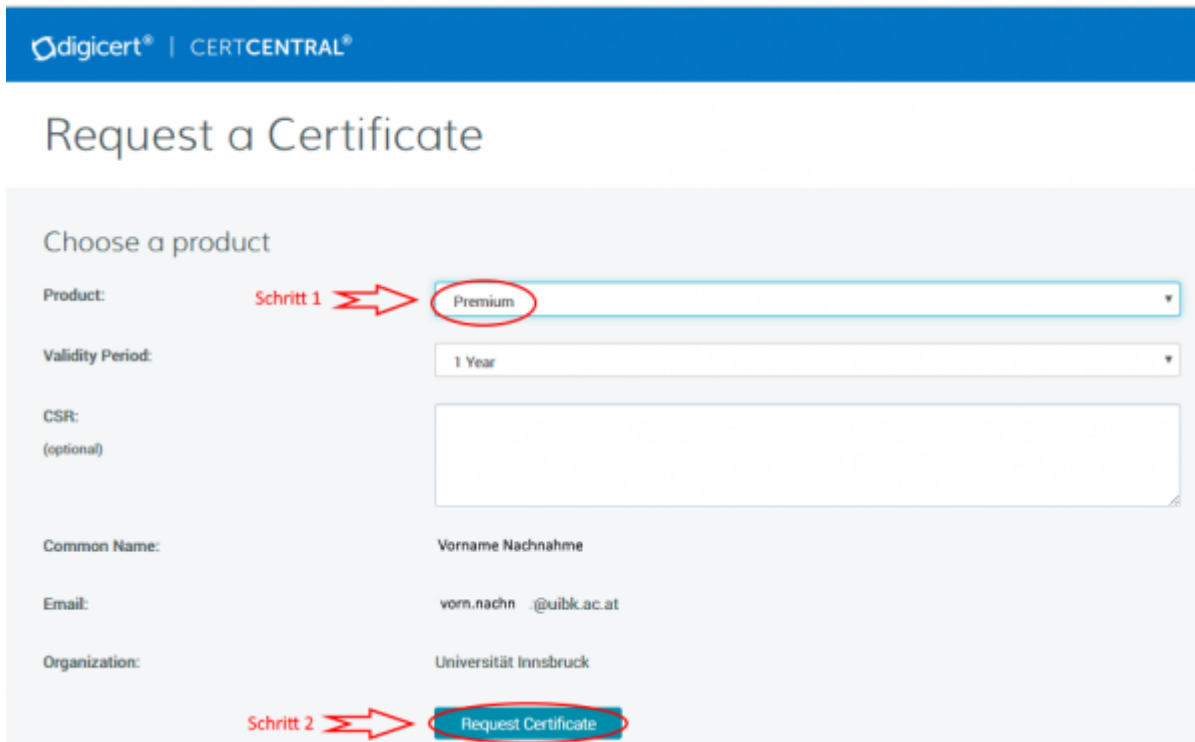 digicert® | CERTCENTRAL®
Request a Certificate
Choose a product
Product: Schritt 1 Premium
Validity Period: 1 Year
CSR:
(optional)
Common Name: Vorname Nachnahme
Email: vorn.nachn .@uibk.ac.at
Organization: Universität Innsbruck
Schritt 2 Request Certificate